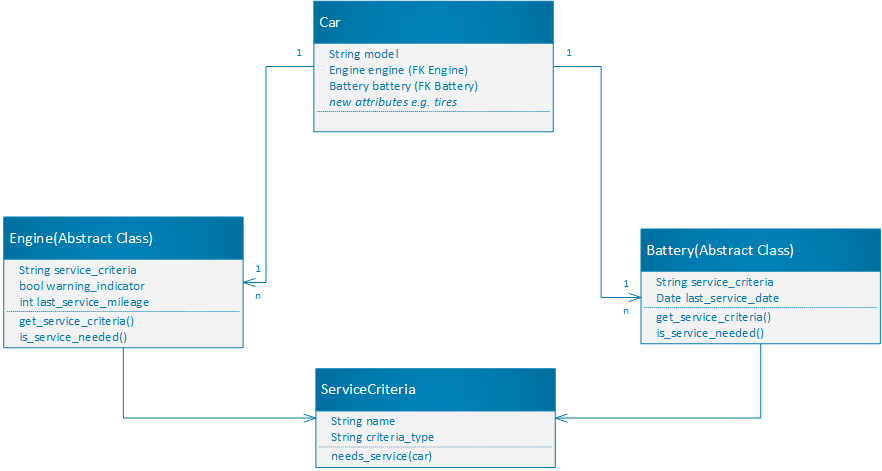 Car
String model
Engine engine (FK Engine)
Battery battery (FK Battery)
new attributes e.g. tires
1
1
Engine(Abstract Class)
String service_criteria
bool warning_indicator
int last_service_mileage
get_service_criteria()
is_service_needed()
1
n
Battery(Abstract Class)
String service_criteria
Date last_service_date
get_service_criteria()
is_service_needed()
1
n
ServiceCriteria
String name
String criteria_type
needs_service(car)